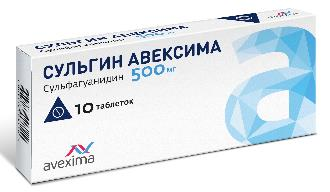 СУЛЬГИН АВЕКСИМА
Сульфагуанидин 500 мг
10 таблеток
avexima